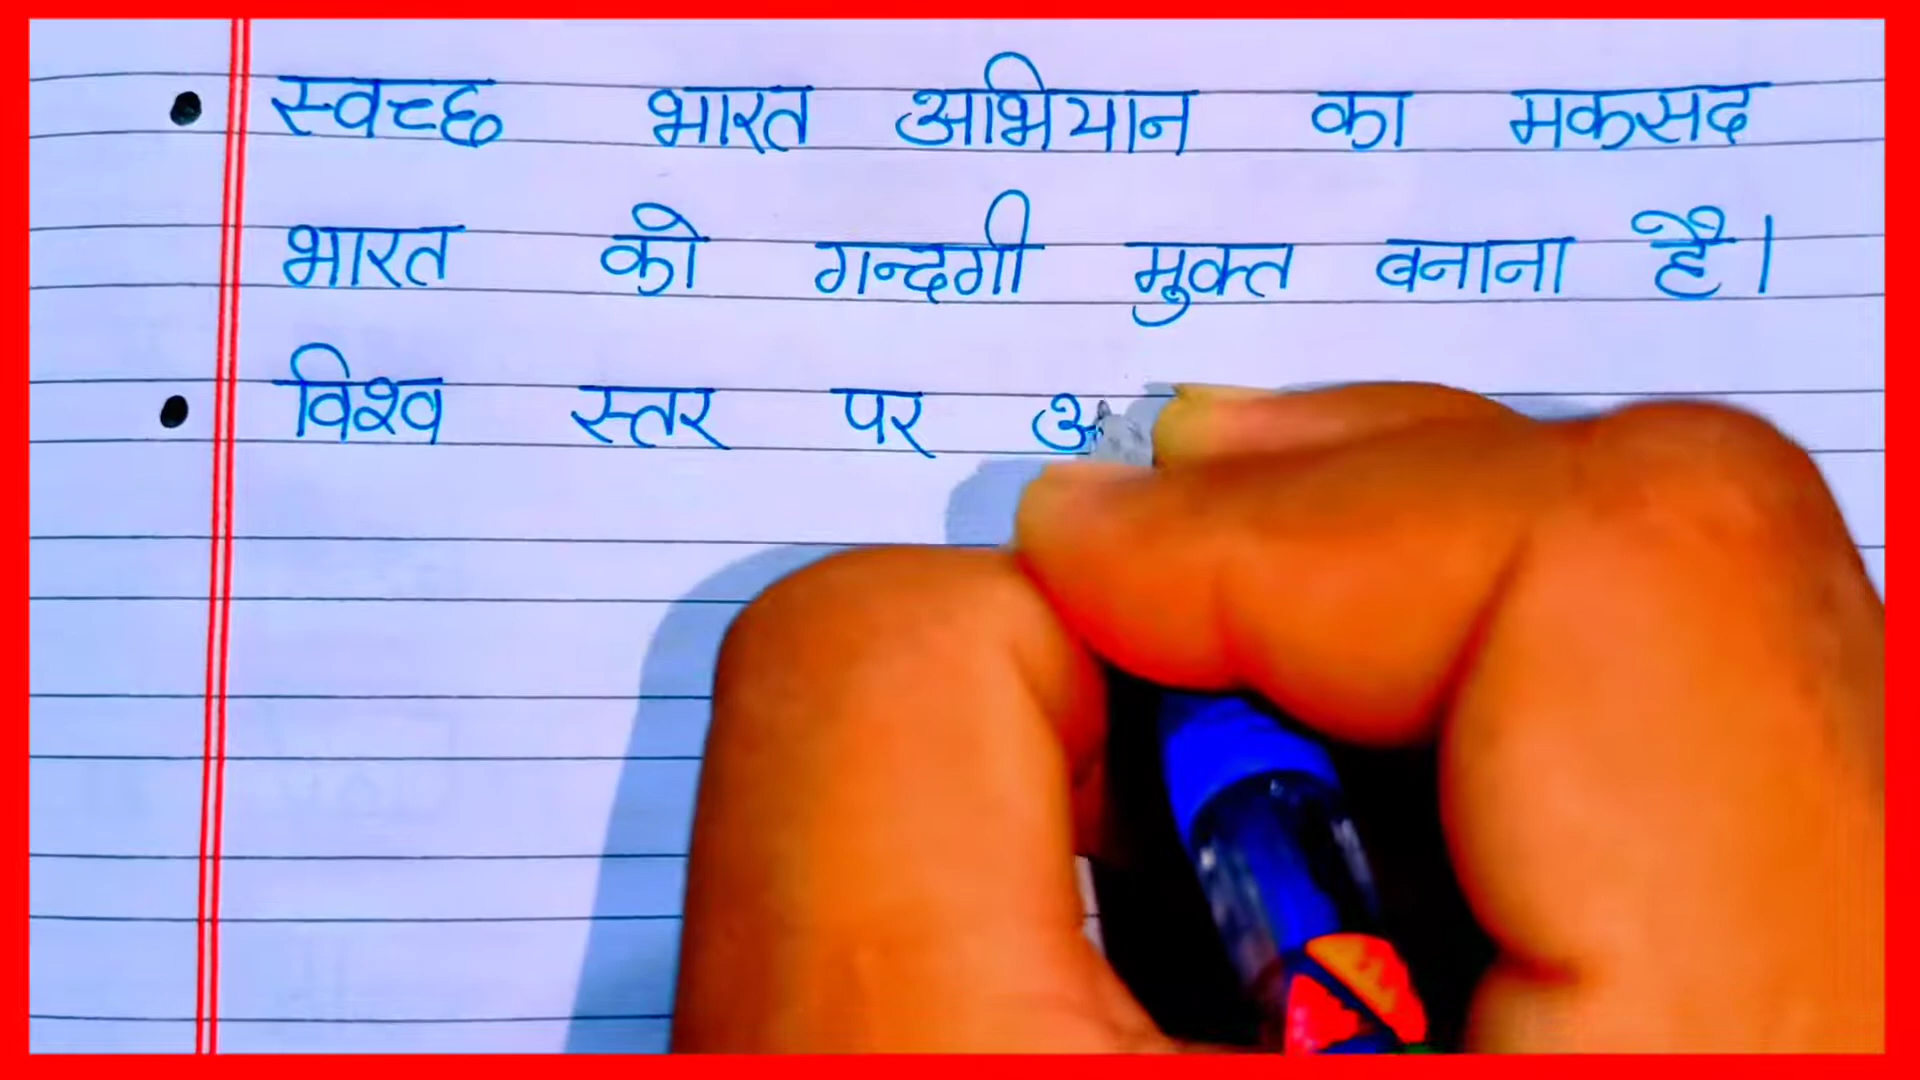 स्वच्छ भारत अभियान का मकसद
भारत को गन्दगी मुक्त बनाना है।
विश्व स्तर पर